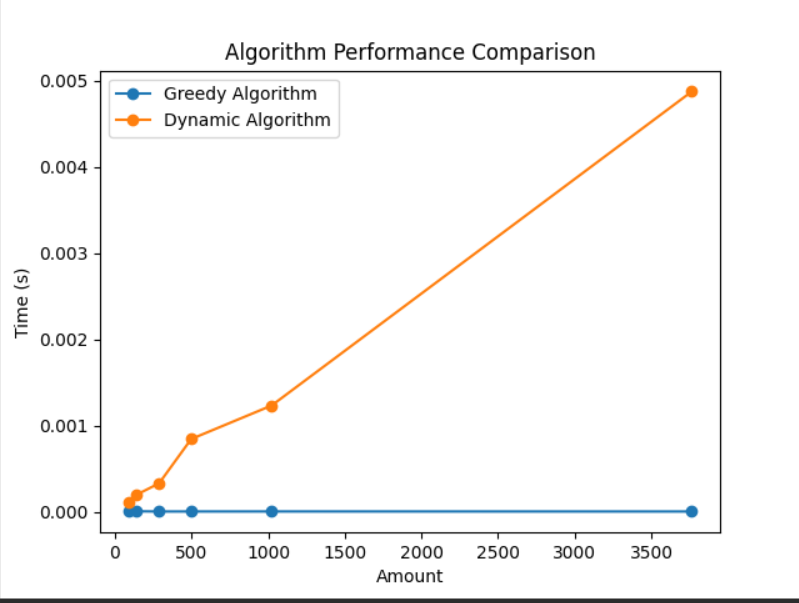 Algorithm Performance Comparison
Greedy Algorithm
Dynamic Algorithm
0.005
0.004
0.003
0.002
0.001
0.000
Time (s)
0 500 1000 1500 2000 2500 3000 3500
Amount